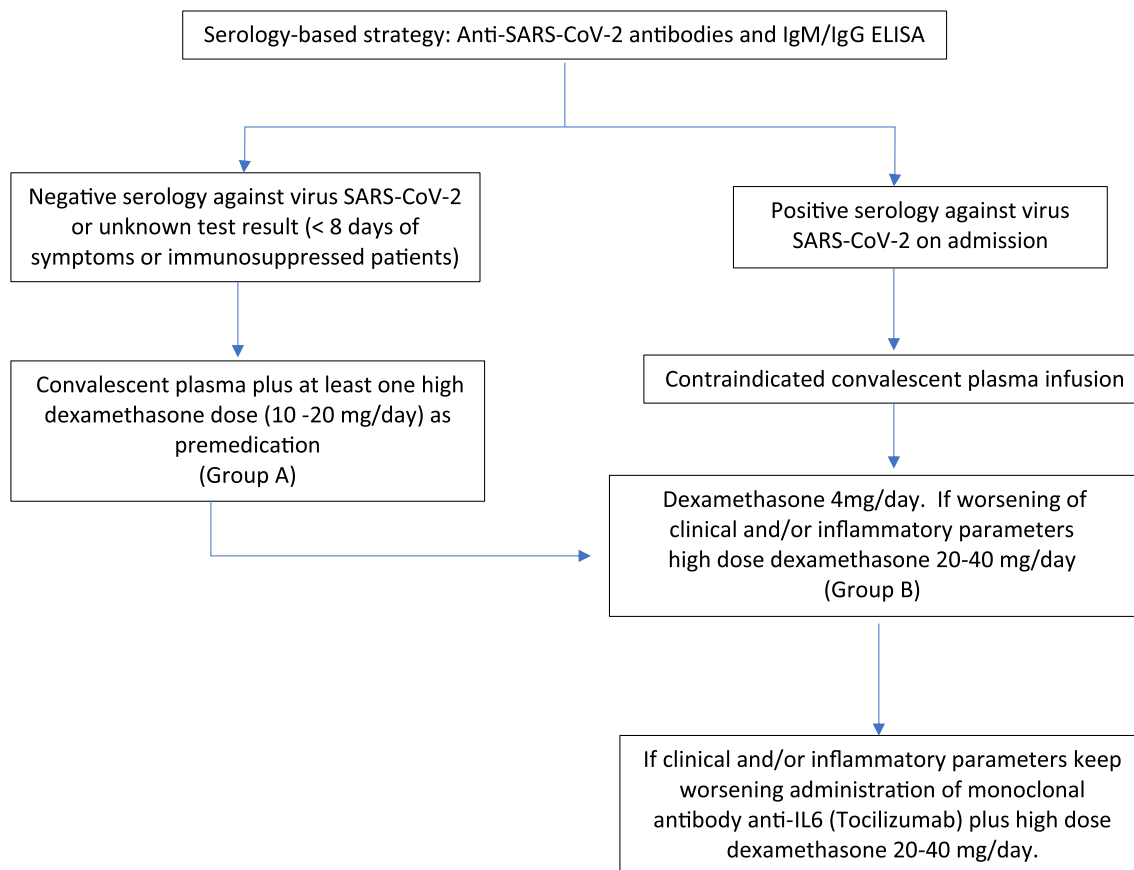 Serology-based strategy: Anti-SARS-CoV-2 antibodies and IgM/IgG ELISA
Negative serology against virus SARS-CoV-2
or unknown test result (< 8 days of
symptoms or immunosuppressed patients)
Positive serology against virus
SARS-CoV-2 on admission
Convalescent plasma plus at least one high
dexamethasone dose (10 -20 mg/day) as
premedication
(Group A)
Contraindicated convalescent plasma infusion
Dexamethasone 4mg/day.  If worsening of
clinical and/or inflammatory parameters
high dose dexamethasone 20-40 mg/day
(Group B)
If clinical and/or inflammatory parameters keep
worsening administration of monoclonal
antibody anti-IL6 (Tocilizumab) plus high dose
dexamethasone 20-40 mg/day.